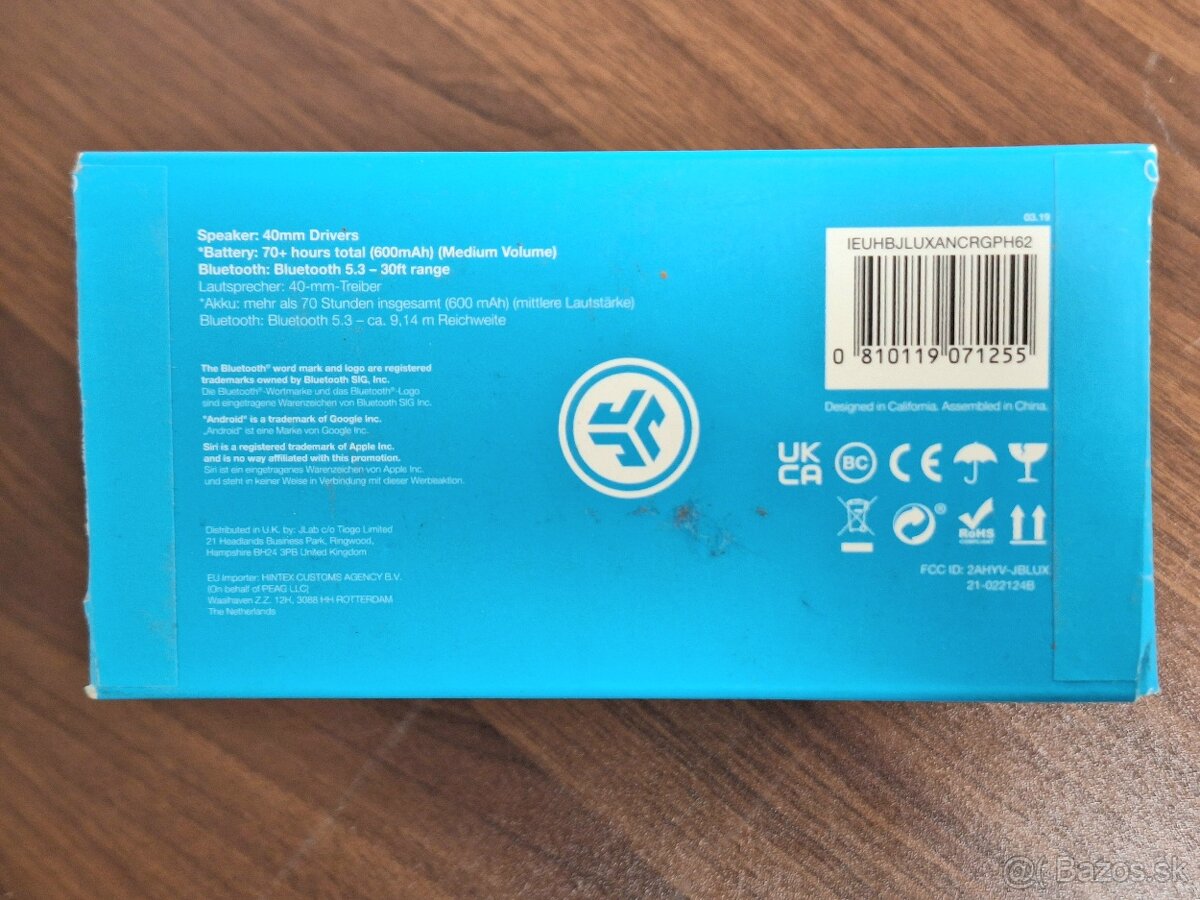 Speaker: 40mm Drivers
*Battery: 70+ hours total (600mAh) (Medium Volume)
Bluetooth: Bluetooth 5.3 – 30ft range
Lautsprecher: 40-mm-Treiber
*Akku: mehr als 70 Stunden insgesamt (600 mAh) (mittlere Lautstärke)
Bluetooth: Bluetooth 5.3 – ca. 9,14 m Reichweite
The Bluetooth® word mark and logo are registered
trademarks owned by Bluetooth SIG, Inc.
Die Bluetooth®-Wortmarke und das Bluetooth®-Logo
sind eingetragene Warenzeichen von Bluetooth SIG Inc.
"Android" is a trademark of Google Inc.
„Android" ist eine Marke von Google Inc.
Siri is a registered trademark of Apple Inc.
and is no way affiliated with this promotion.
Siri ist ein eingetragenes Warenzeichen von Apple Inc.
und steht in keiner Weise in Verbindung mit dieser Werbeaktion.
Distributed in U.K. by: JLab c/o Tiogo Limited
21 Headlands Business Park, Ringwood,
Hampshire BH24 3PB United Kingdom
EU Importer: HINTEX CUSTOMS AGENCY B.V.
(On behalf of PEAG LLC)
Waalhaven Z.Z. 12H, 3088 HH ROTTERDAM
The Netherlands
03.19
IEUHBJLUXANCRGPH62
0 810119 071255
Designed in California. Assembled in China.
UK
CA
BC
CE
®
RoHS
COMPLIANT
FCC ID: 2AHYV-JBLUX
21-022124B
Bazos.sk